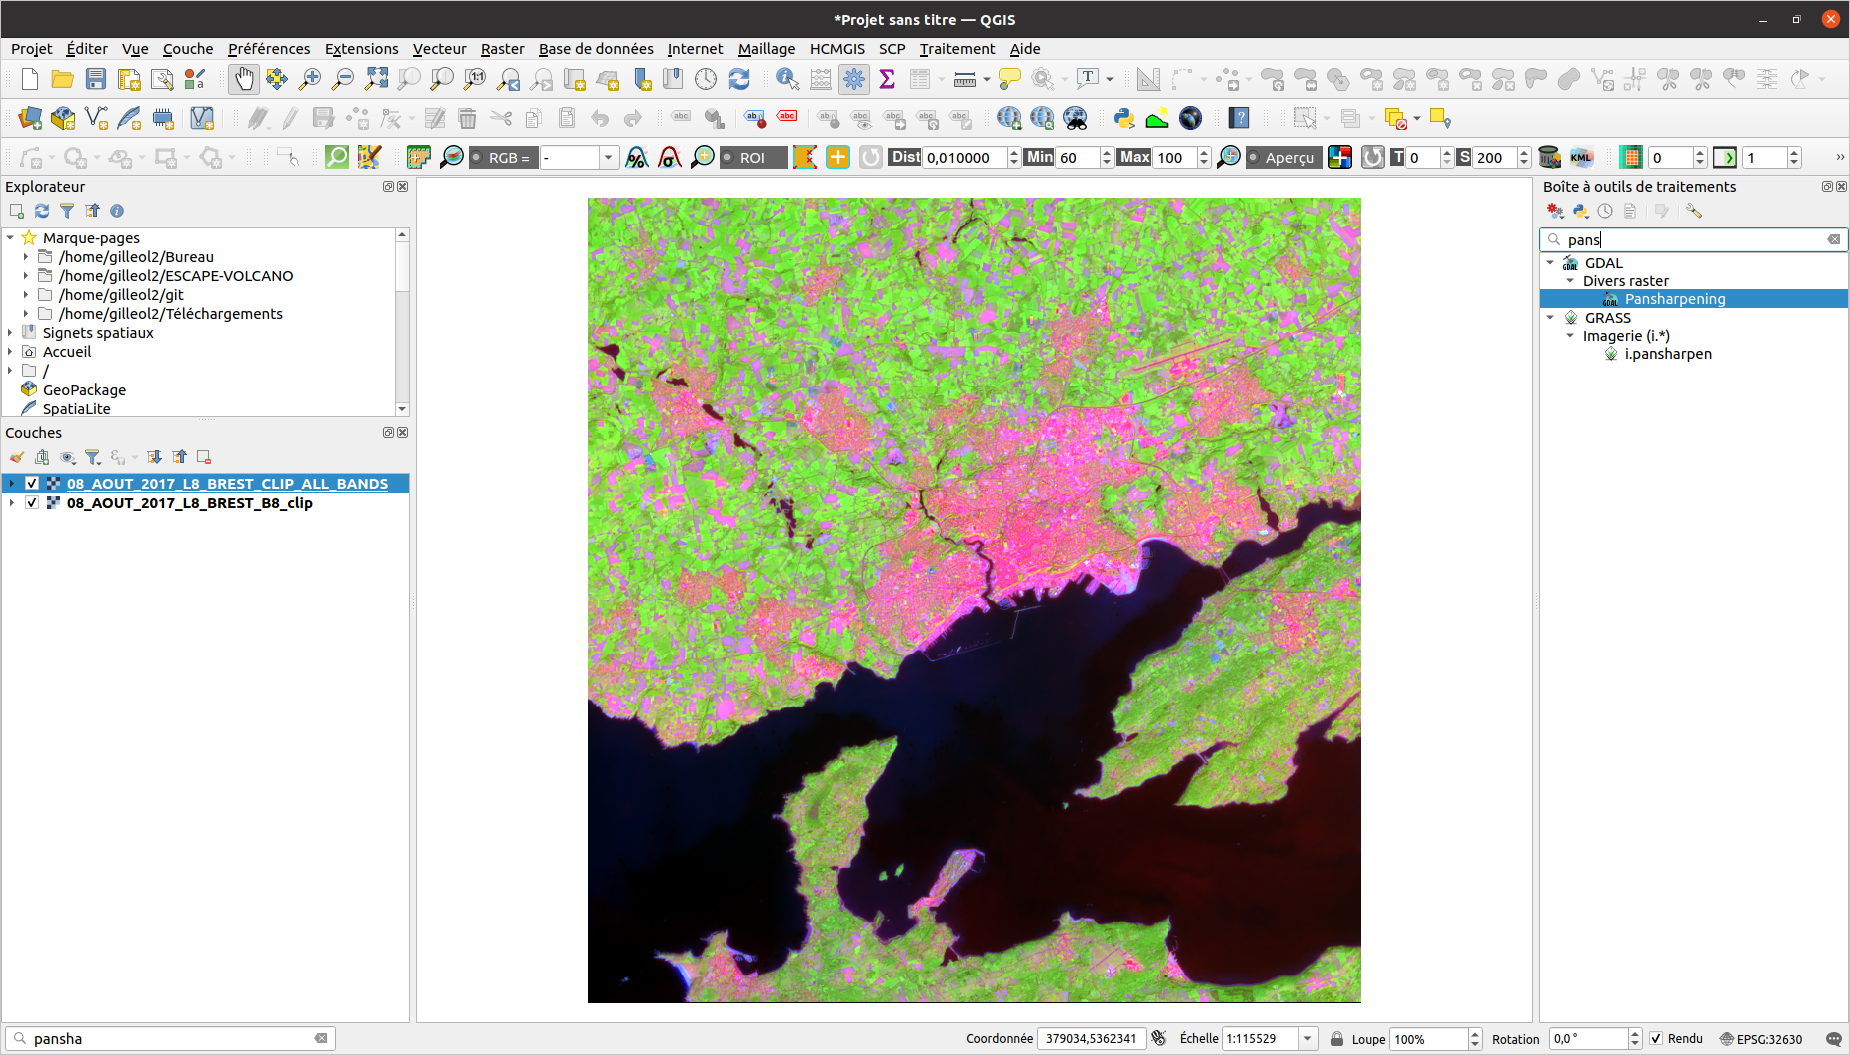 *Projet sans titre — QGIS
Projet Éditer Vue Couche Préférences Extensions Vecteur Raster Base de données Internet Maillage HCMGIS SCP Traitement Aide
RGB = - ROI Dist 0,010000 Min 60 Max 100 Aperçu T 0 S 200 KML 0 1 »
Explorateur
Marque-pages
/home/gilleol2/Bureau
/home/gilleol2/ESCAPE-VOLCANO
/home/gilleol2/git
/home/gilleol2/Téléchargements
Signets spatiaux
Accueil
/
GeoPackage
SpatiaLite
Couches
08_AOUT_2017_L8_BREST_CLIP_ALL_BANDS
08_AOUT_2017_L8_BREST_B8_clip
Boîte à outils de traitements
pans
GDAL
Divers raster
Pansharpening
GRASS
Imagerie (i.*)
i.pansharpen
pansha
Coordonnée 379034,5362341 Échelle 1:115529 Loupe 100% Rotation 0,0 ° Rendu EPSG:32630